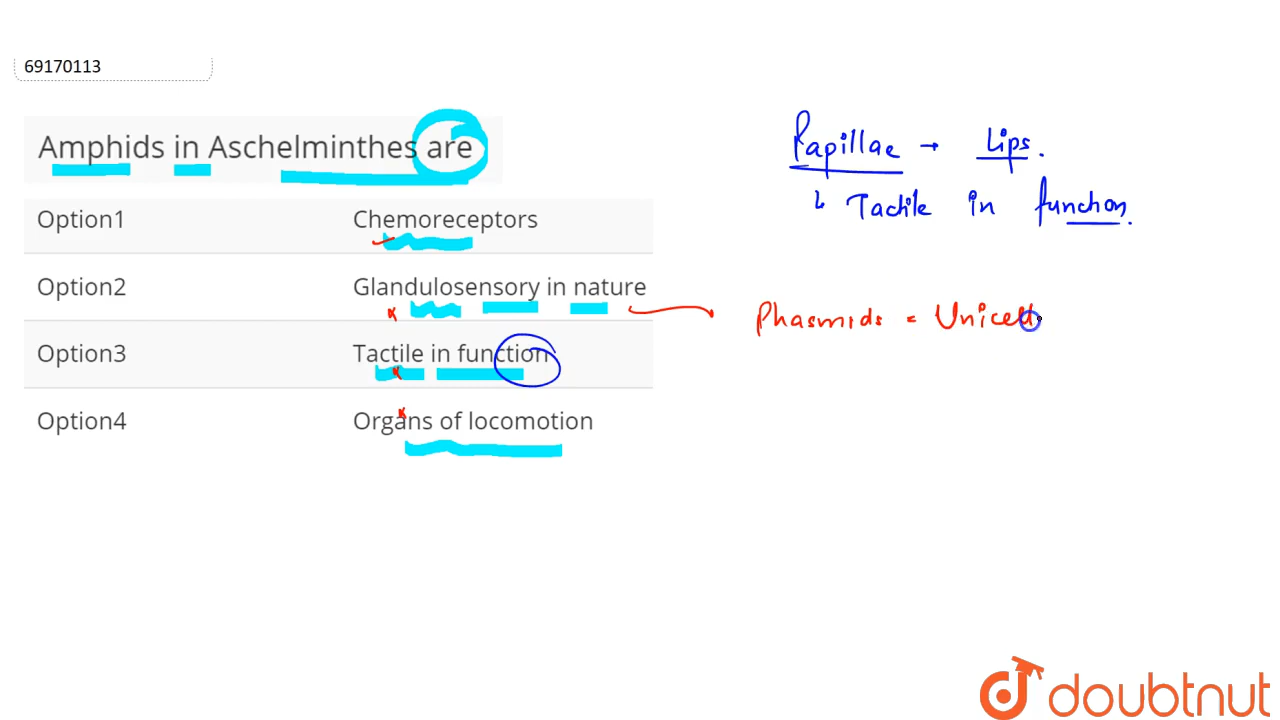 69170113
Amphids in Aschelminthes are
Option1 Chemoreceptors
Option2 Glandulosensory in nature
Option3 Tactile in function
Option4 Organs of locomotion
Papillae → Lips.
↳ Tactile in function.
Phasmids = Unicell
doubtnut